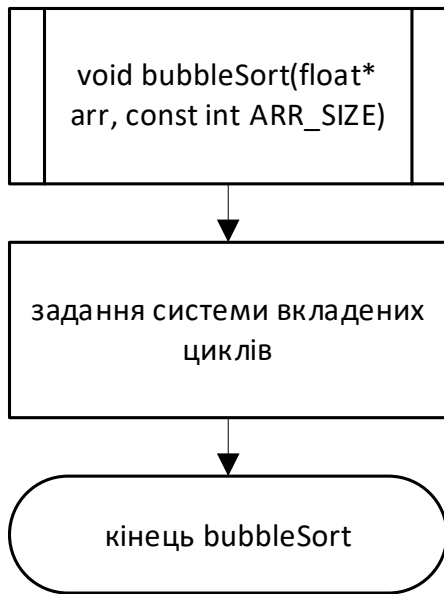 void bubbleSort(float*
arr, const int ARR_SIZE)
задання системи вкладених
циклів
кінець bubbleSort